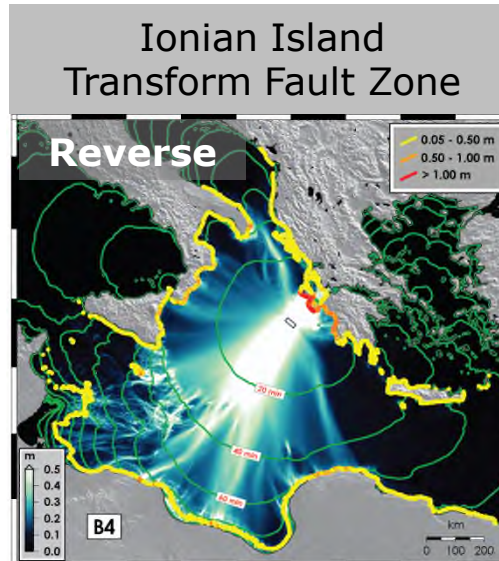 Ionian Island
Transform Fault Zone
Reverse
0.05 - 0.50 m
0.50 - 1.00 m
> 1.00 m
20 min
40 min
60 min
m
0.5
0.4
0.3
0.2
0.1
0.0
B4
km
0 100 200